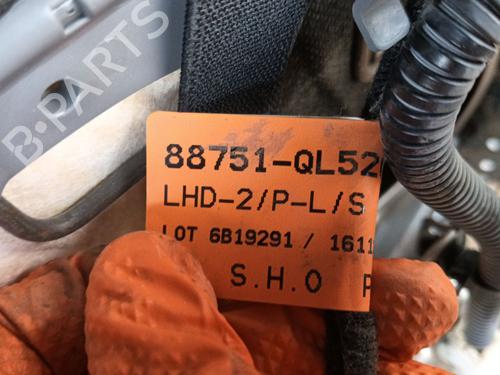 B-PARTS
88751-QL52
LHD-2/P-L/S
LOT 6B19291 / 1611
S.H.O